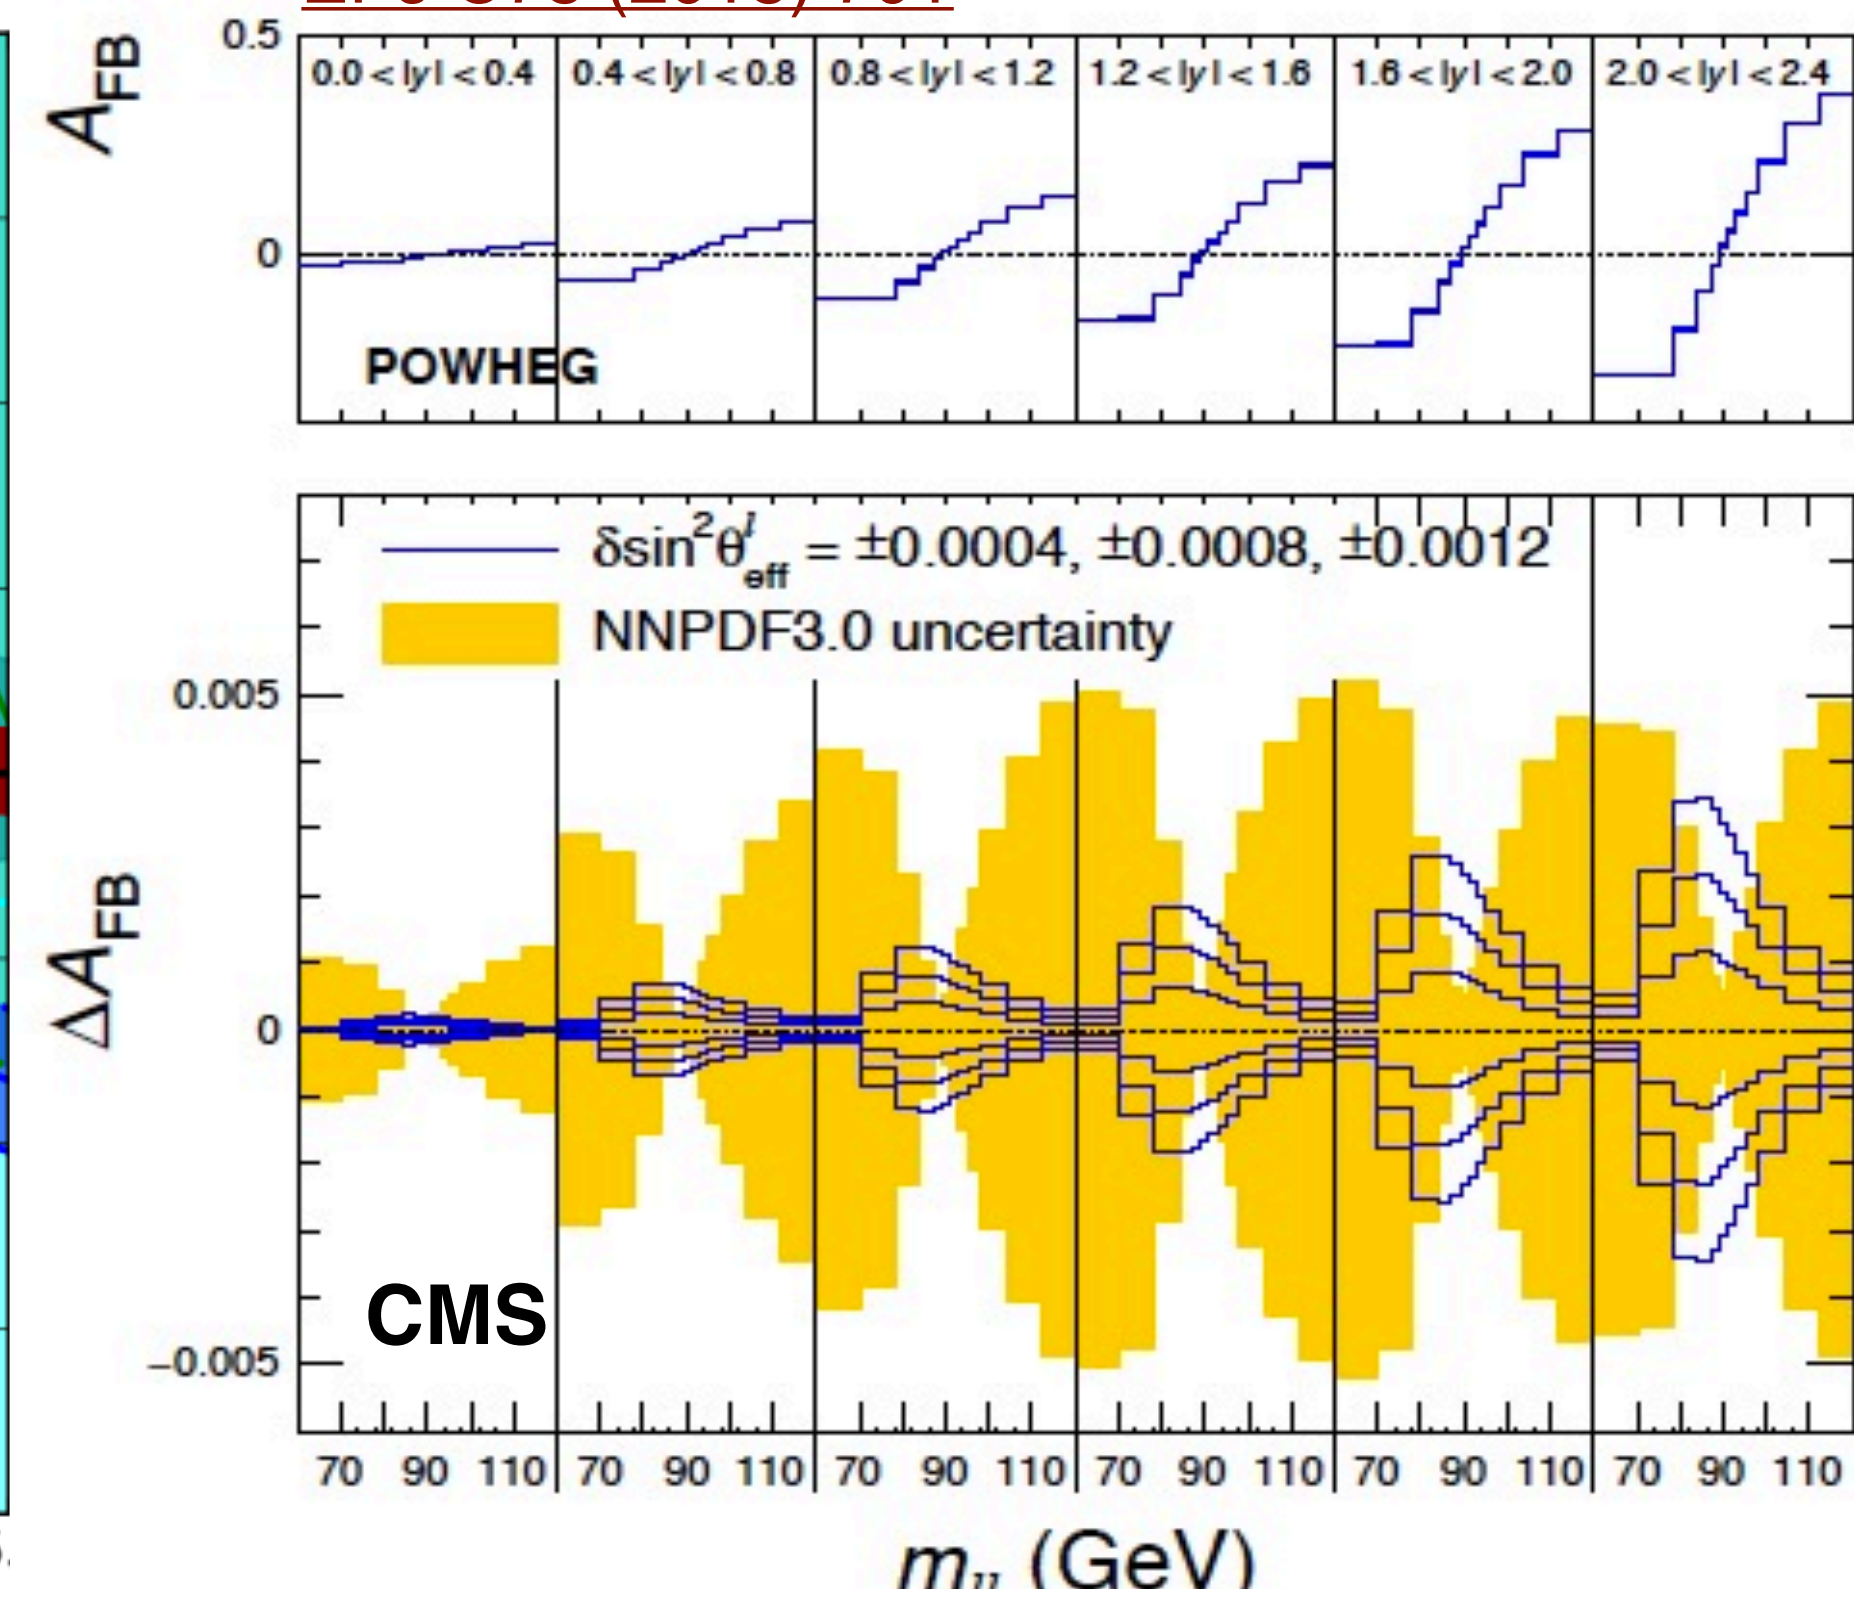 A_FB
0.5
0.0 < |y| < 0.4
0.4 < |y| < 0.8
0.8 < |y| < 1.2
1.2 < |y| < 1.6
1.6 < |y| < 2.0
2.0 < |y| < 2.4
0
POWHEG
δsin²θ^l_eff = ±0.0004, ±0.0008, ±0.0012
NNPDF3.0 uncertainty
0.005
ΔA_FB
0
CMS
−0.005
70 90 110 70 90 110 70 90 110 70 90 110 70 90 110 70 90 110
m_ll (GeV)